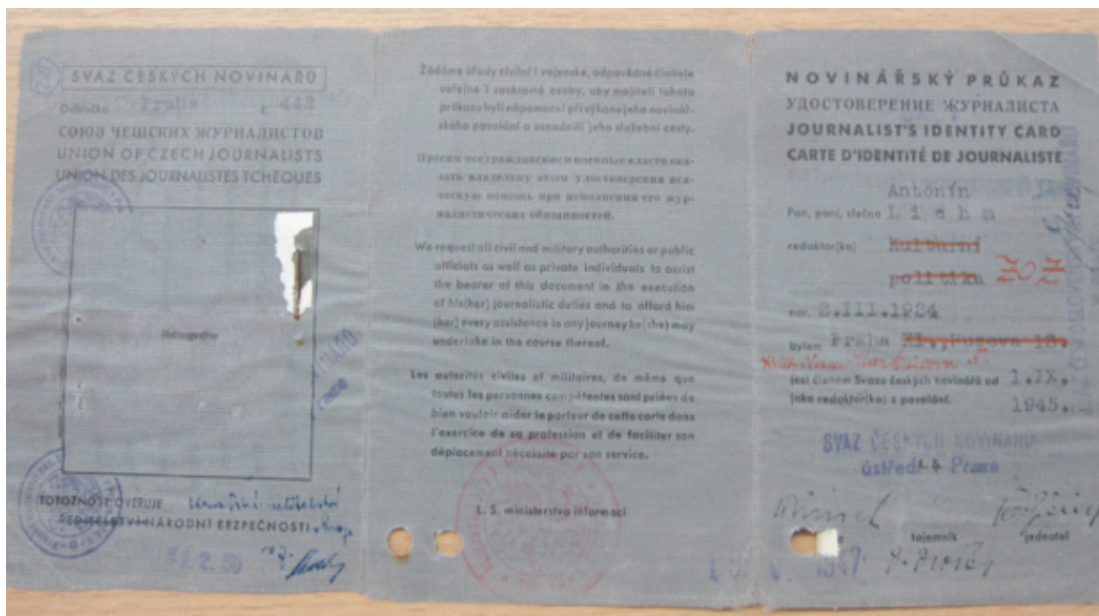 SVAZ ČESKÝCH NOVINÁŘŮ
Odbočka Praha č. 442
СОЮЗ ЧЕШСКИХ ЖУРНАЛИСТОВ
UNION OF CZECH JOURNALISTS
UNION DES JOURNALISTES TCHÈQUES
TOTOŽNOST OVĚRUJE
ŘEDITELSTVÍ NÁRODNÍ BEZPEČNOSTI
Žádáme úřady civilní i vojenské, odpovědné činitele
veřejné i soukromé osoby, aby majiteli tohoto
průkazu byli nápomocni při výkonu jeho novinář-
ského povolání a usnadnili jeho služební cesty.
Просим все гражданские и военные власти ока-
зать владельцу этого удостоверения вся-
ческую помощь при исполнении его жур-
налистических обязанностей.
We request all civil and military authorities or public
officials as well as private individuals to assist
the bearer of this document in the execution
of his(her) journalistic duties and to afford him
(her) every assistance in any journey he(she) may
undertake in the course thereof.
Les autorités civiles et militaires, de même que
toutes les personnes compétentes sont priées de
bien vouloir aider le porteur de cette carte dans
l'exercice de sa profession et de faciliter son
déplacement nécessité par son service.
L. S. ministerstva informací
NOVINÁŘSKÝ PRŮKAZ
УДОСТОВЕРЕНИЕ ЖУРНАЛИСТА
JOURNALIST'S IDENTITY CARD
CARTE D'IDENTITÉ DE JOURNALISTE
Antonín
Pan, paní, slečna Liehm
redaktor(ka) Kulturní
politika
nar. 2.III.1924
bytem Praha XI.,
jest členem Svazu českých novinářů od 1.IX.
jako redaktor(ka) z povolání. 1945.
SVAZ ČESKÝCH NOVINÁŘŮ
ústředí v Praze
tajemník jednatel
1947